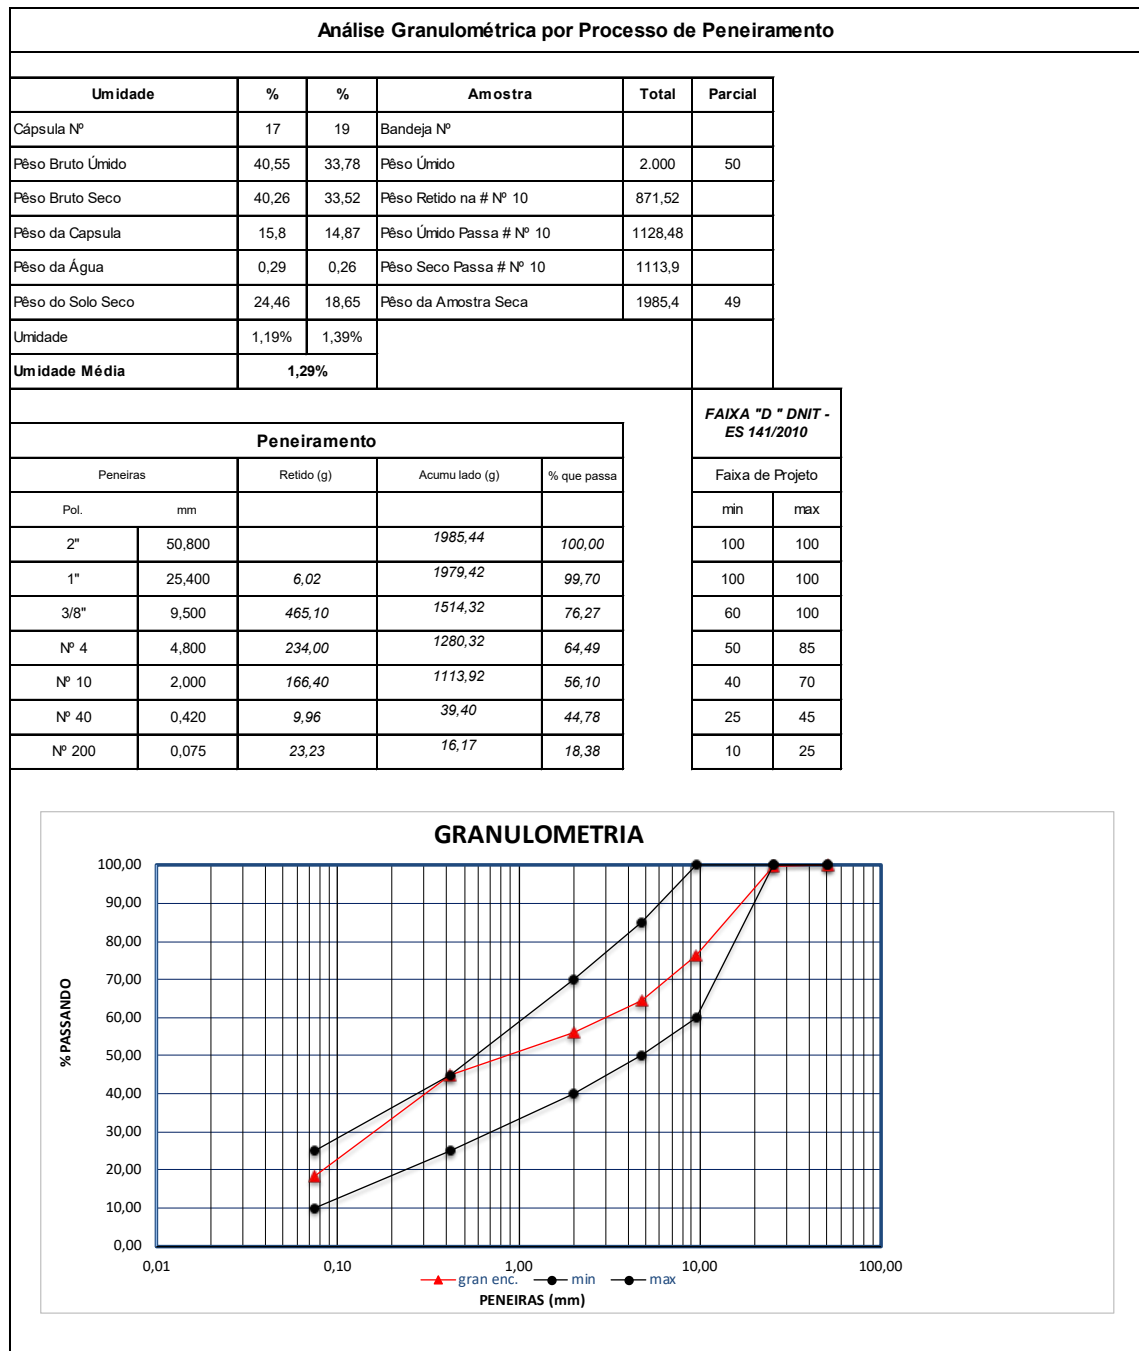 Análise Granulométrica por Processo de Peneiramento
Umidade % % Amostra Total Parcial
Cápsula Nº 17 19 Bandeja Nº
Pêso Bruto Úmido 40,55 33,78 Pêso Úmido 2.000 50
Pêso Bruto Seco 40,26 33,52 Pêso Retido na # Nº 10 871,52
Pêso da Capsula 15,8 14,87 Pêso Úmido Passa # Nº 10 1128,48
Pêso da Água 0,29 0,26 Pêso Seco Passa # Nº 10 1113,9
Pêso do Solo Seco 24,46 18,65 Pêso da Amostra Seca 1985,4 49
Umidade 1,19% 1,39%
Umidade Média 1,29%
FAIXA "D " DNIT -
ES 141/2010
Peneiramento
Peneiras Retido (g) Acumu lado (g) % que passa Faixa de Projeto
Pol. mm min max
2" 50,800 1985,44 100,00 100 100
1" 25,400 6,02 1979,42 99,70 100 100
3/8" 9,500 465,10 1514,32 76,27 60 100
Nº 4 4,800 234,00 1280,32 64,49 50 85
Nº 10 2,000 166,40 1113,92 56,10 40 70
Nº 40 0,420 9,96 39,40 44,78 25 45
Nº 200 0,075 23,23 16,17 18,38 10 25
GRANULOMETRIA
100,00
90,00
80,00
70,00
60,00
50,00
40,00
30,00
20,00
10,00
0,00
% PASSANDO
0,01 0,10 1,00 10,00 100,00
gran enc. min max
PENEIRAS (mm)